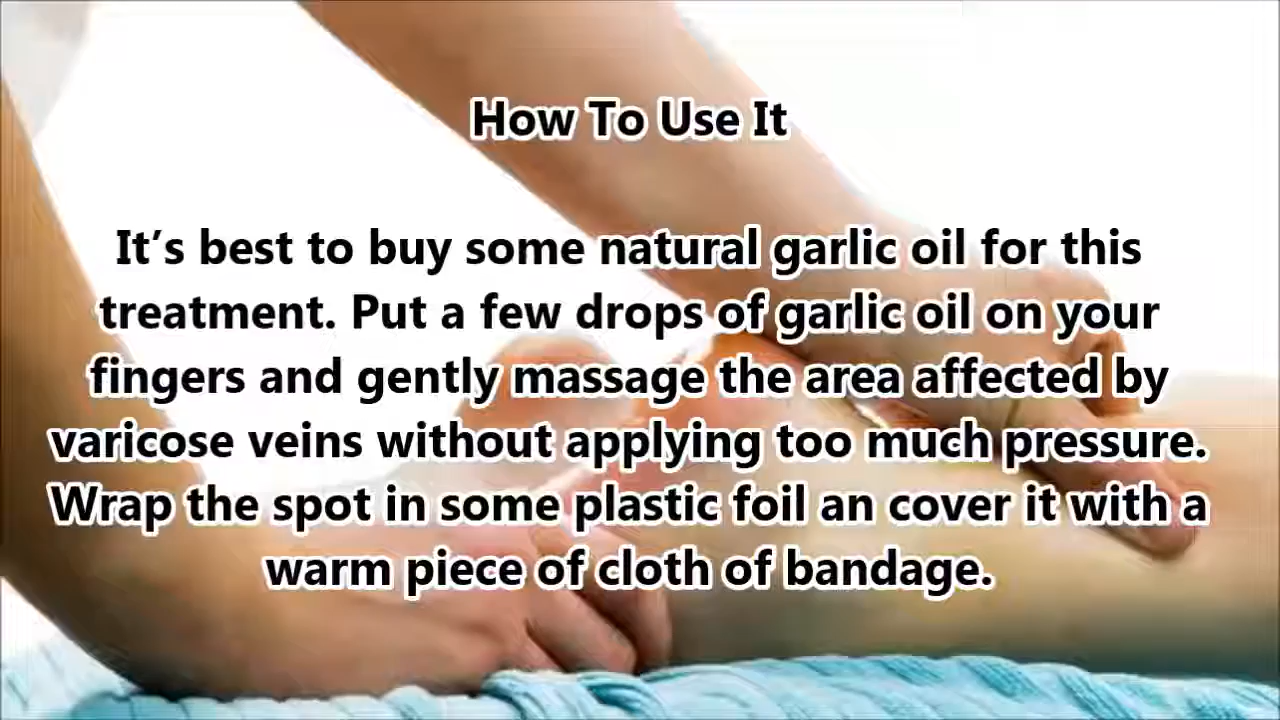 How To Use It
It’s best to buy some natural garlic oil for this
treatment. Put a few drops of garlic oil on your
fingers and gently massage the area affected by
varicose veins without applying too much pressure.
Wrap the spot in some plastic foil an cover it with a
warm piece of cloth of bandage.